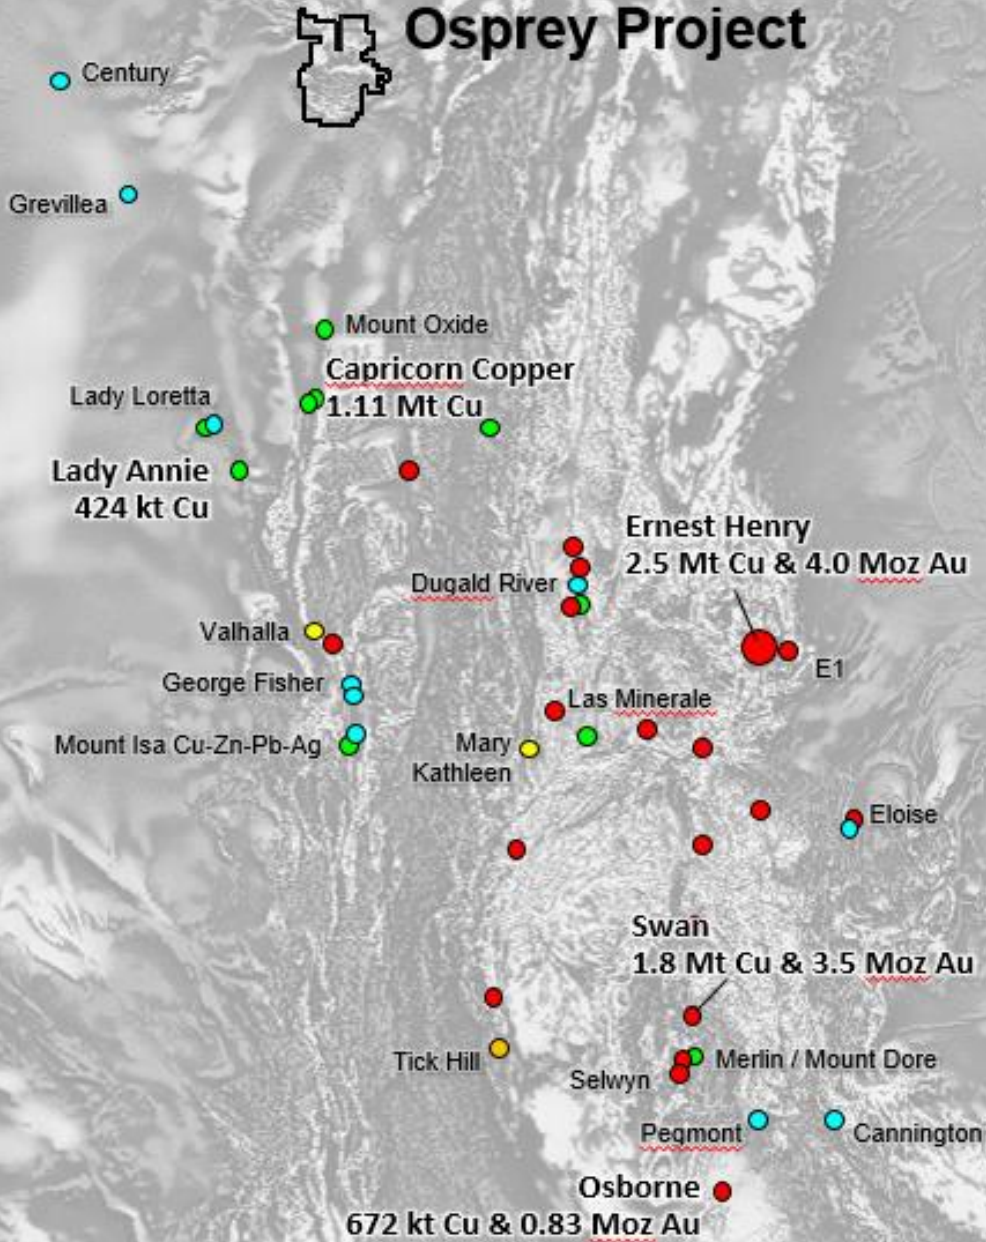 Osprey Project
Century
Grevillea
Mount Oxide
Capricorn Copper
1.11 Mt Cu
Lady Loretta
Lady Annie
424 kt Cu
Ernest Henry
2.5 Mt Cu & 4.0 Moz Au
Dugald River
Valhalla
E1
George Fisher
Las Minerale
Mount Isa Cu-Zn-Pb-Ag
Mary
Kathleen
Eloise
Swan
1.8 Mt Cu & 3.5 Moz Au
Tick Hill
Merlin / Mount Dore
Selwyn
Pegmont
Cannington
Osborne
672 kt Cu & 0.83 Moz Au